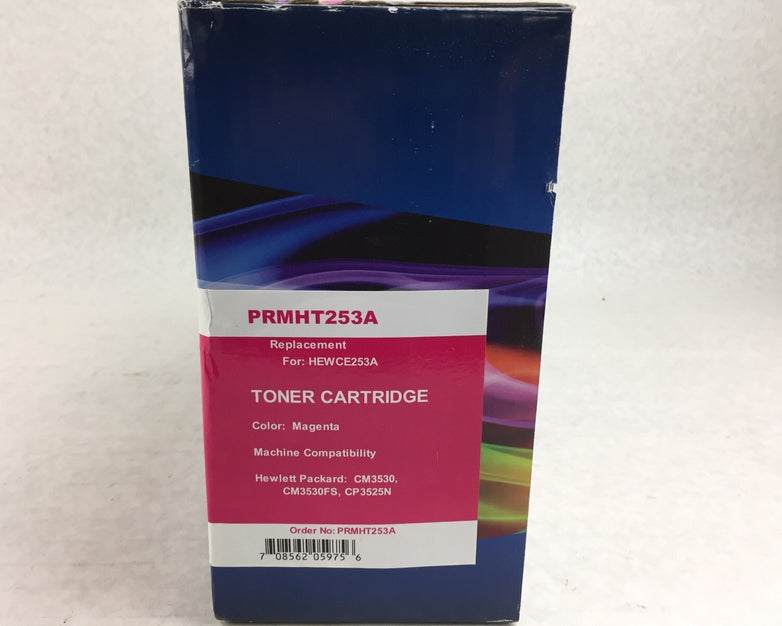 PRMHT253A
Replacement
For: HEWCE253A
TONER CARTRIDGE
Color: Magenta
Machine Compatibility
Hewlett Packard: CM3530,
CM3530FS, CP3525N
Order No: PRMHT253A
7 08562 05975 6